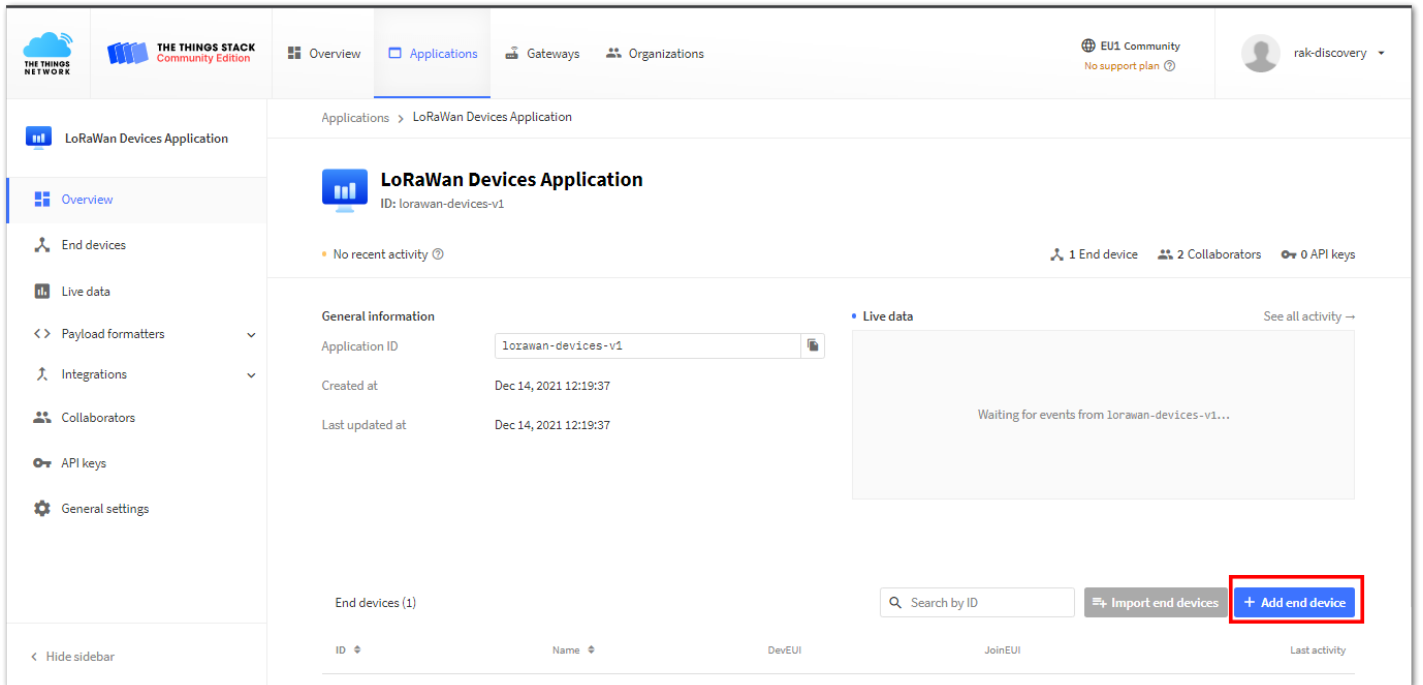 THE THINGS
NETWORK
THE THINGS STACK
Community Edition
Overview
Applications
Gateways
Organizations
EU1 Community
No support plan
rak-discovery
LoRaWan Devices Application
Overview
End devices
Live data
Payload formatters
Integrations
Collaborators
API keys
General settings
Hide sidebar
Applications > LoRaWan Devices Application
LoRaWan Devices Application
ID: lorawan-devices-v1
No recent activity
1 End device 2 Collaborators 0 API keys
General information
Application ID lorawan-devices-v1
Created at Dec 14, 2021 12:19:37
Last updated at Dec 14, 2021 12:19:37
Live data See all activity →
Waiting for events from lorawan-devices-v1...
End devices (1) Search by ID Import end devices + Add end device
ID Name DevEUI JoinEUI Last activity